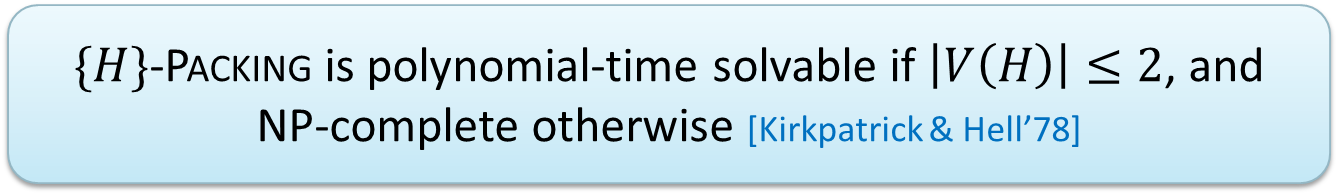 {H}-PACKING is polynomial-time solvable if |V(H)| ≤ 2, and
NP-complete otherwise [Kirkpatrick & Hell’78]